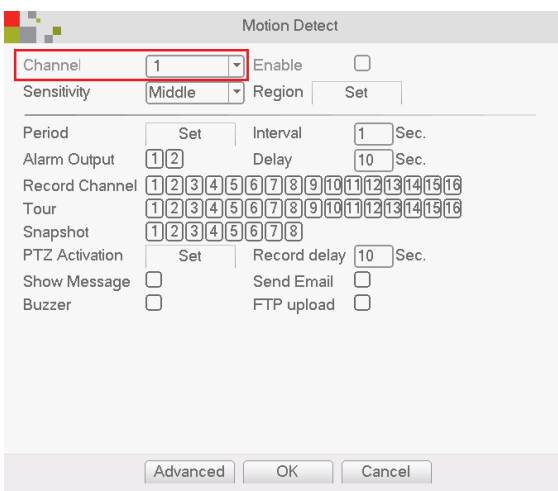 Motion Detect
Channel 1 Enable
Sensitivity Middle Region Set
Period Set Interval 1 Sec.
Alarm Output 1 2 Delay 10 Sec.
Record Channel 1 2 3 4 5 6 7 8 9 10 11 12 13 14 15 16
Tour 1 2 3 4 5 6 7 8 9 10 11 12 13 14 15 16
Snapshot 1 2 3 4 5 6 7 8
PTZ Activation Set Record delay 10 Sec.
Show Message Send Email
Buzzer FTP upload
Advanced OK Cancel